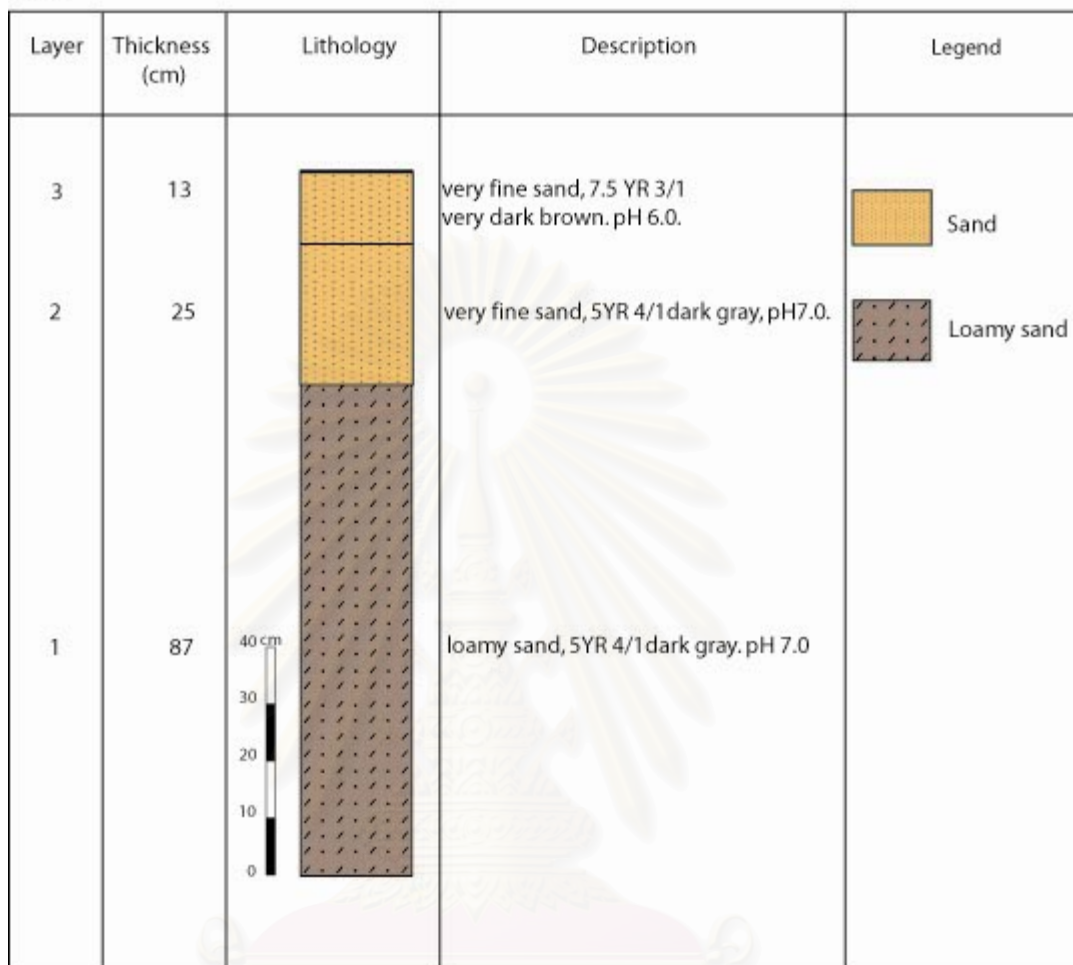 Layer
Thickness
(cm)
Lithology
Description
Legend
3
13
very fine sand, 7.5 YR 3/1
very dark brown. pH 6.0.
Sand
2
25
very fine sand, 5YR 4/1dark gray, pH7.0.
Loamy sand
1
87
40 cm
loamy sand, 5YR 4/1dark gray. pH 7.0
30
20
10
0